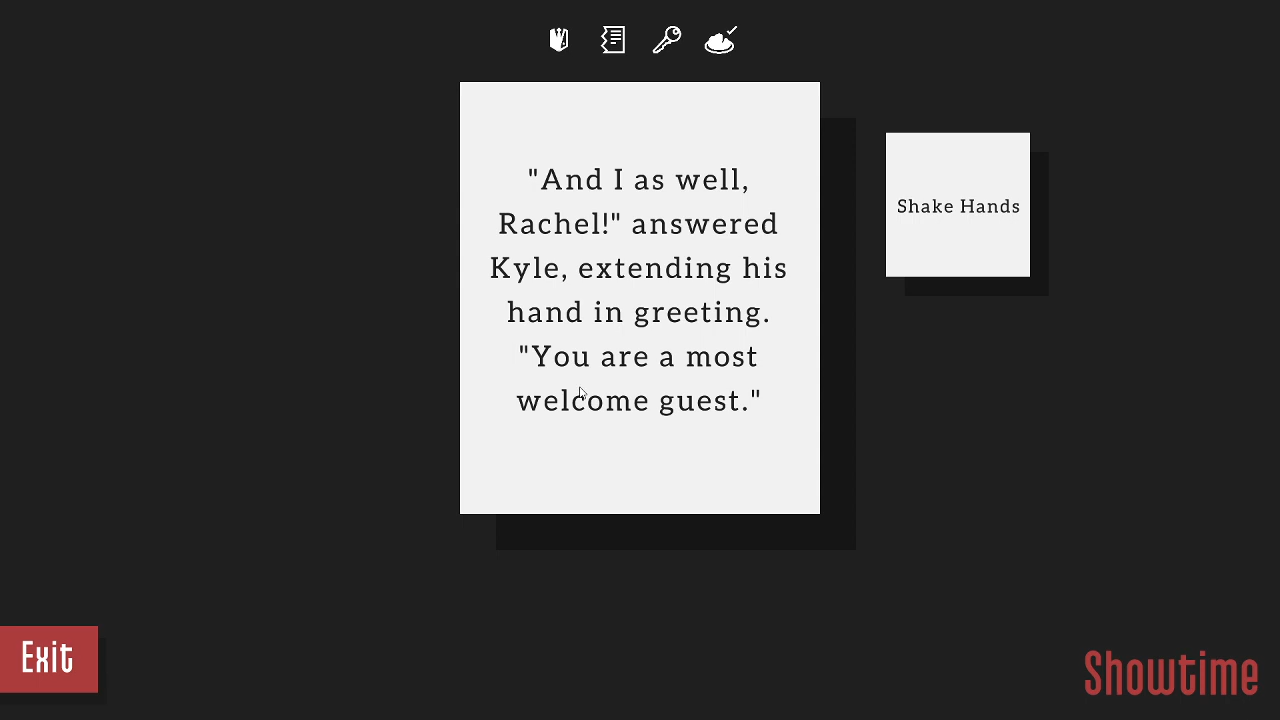 "And I as well,
Rachel!" answered
Kyle, extending his
hand in greeting.
"You are a most
welcome guest."
Shake Hands
Exit
Showtime